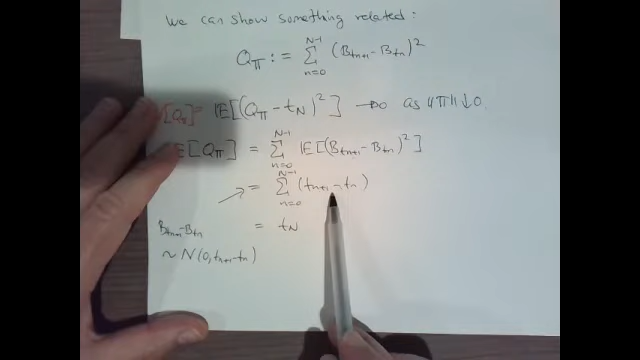 We can show something related:
Q_Π := Σ_{n=0}^{N-1} (B_{t_{n+1}} - B_{t_n})²
[Q_Π] = 𝔼[(Q_Π - t_N)²] → 0 as ‖Π‖ ↓ 0.
𝔼[Q_Π] = Σ_{n=0}^{N-1} 𝔼[(B_{t_{n+1}} - B_{t_n})²]
= Σ_{n=0}^{N-1} (t_{n+1} - t_n)
B_{t_{n+1}} - B_{t_n} = t_N
~ N(0, t_{n+1} - t_n)